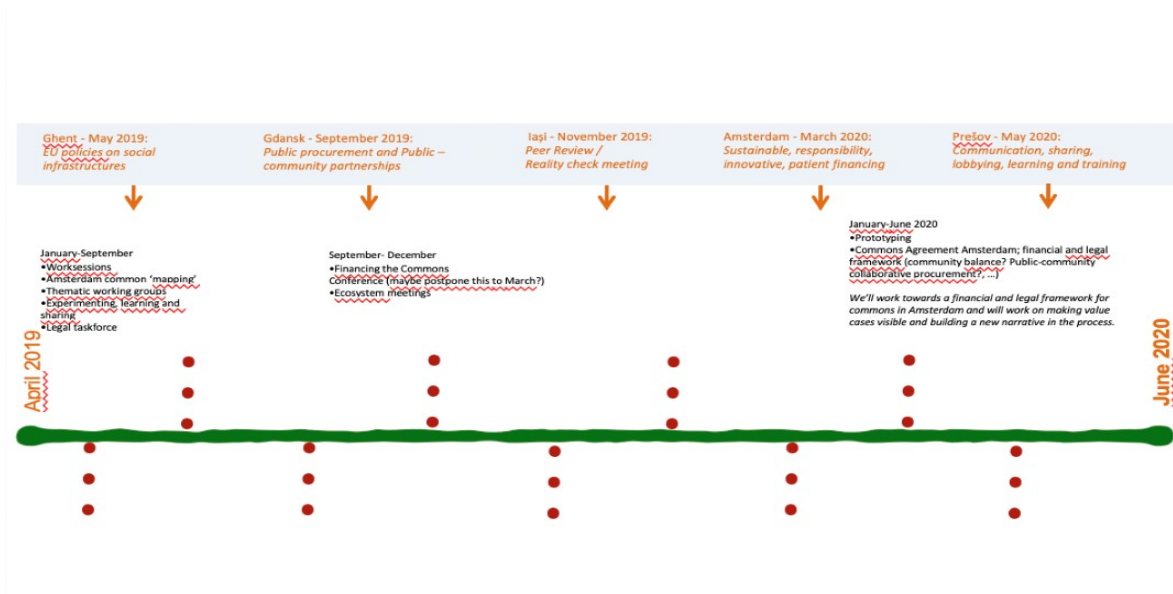 Ghent - May 2019:
EU policies on social
infrastructures
Gdansk - September 2019:
Public procurement and Public –
community partnerships
Iaşi - November 2019:
Peer Review /
Reality check meeting
Amsterdam - March 2020:
Sustainable, responsibility,
innovative, patient financing
Prešov - May 2020:
Communication, sharing,
lobbying, learning and training
January-September
•Worksessions
•Amsterdam common ‘mapping’
•Thematic working groups
•Experimenting, learning and
sharing
•Legal taskforce
September- December
•Financing the Commons
Conference (maybe postpone this to March?)
•Ecosystem meetings
January-June 2020
•Prototyping
•Commons Agreement Amsterdam; financial and legal
framework (community balance? Public-community
collaborative procurement?, ...)
We’ll work towards a financial and legal framework for
commons in Amsterdam and will work on making value
cases visible and building a new narrative in the process.
April 2019
June 2020